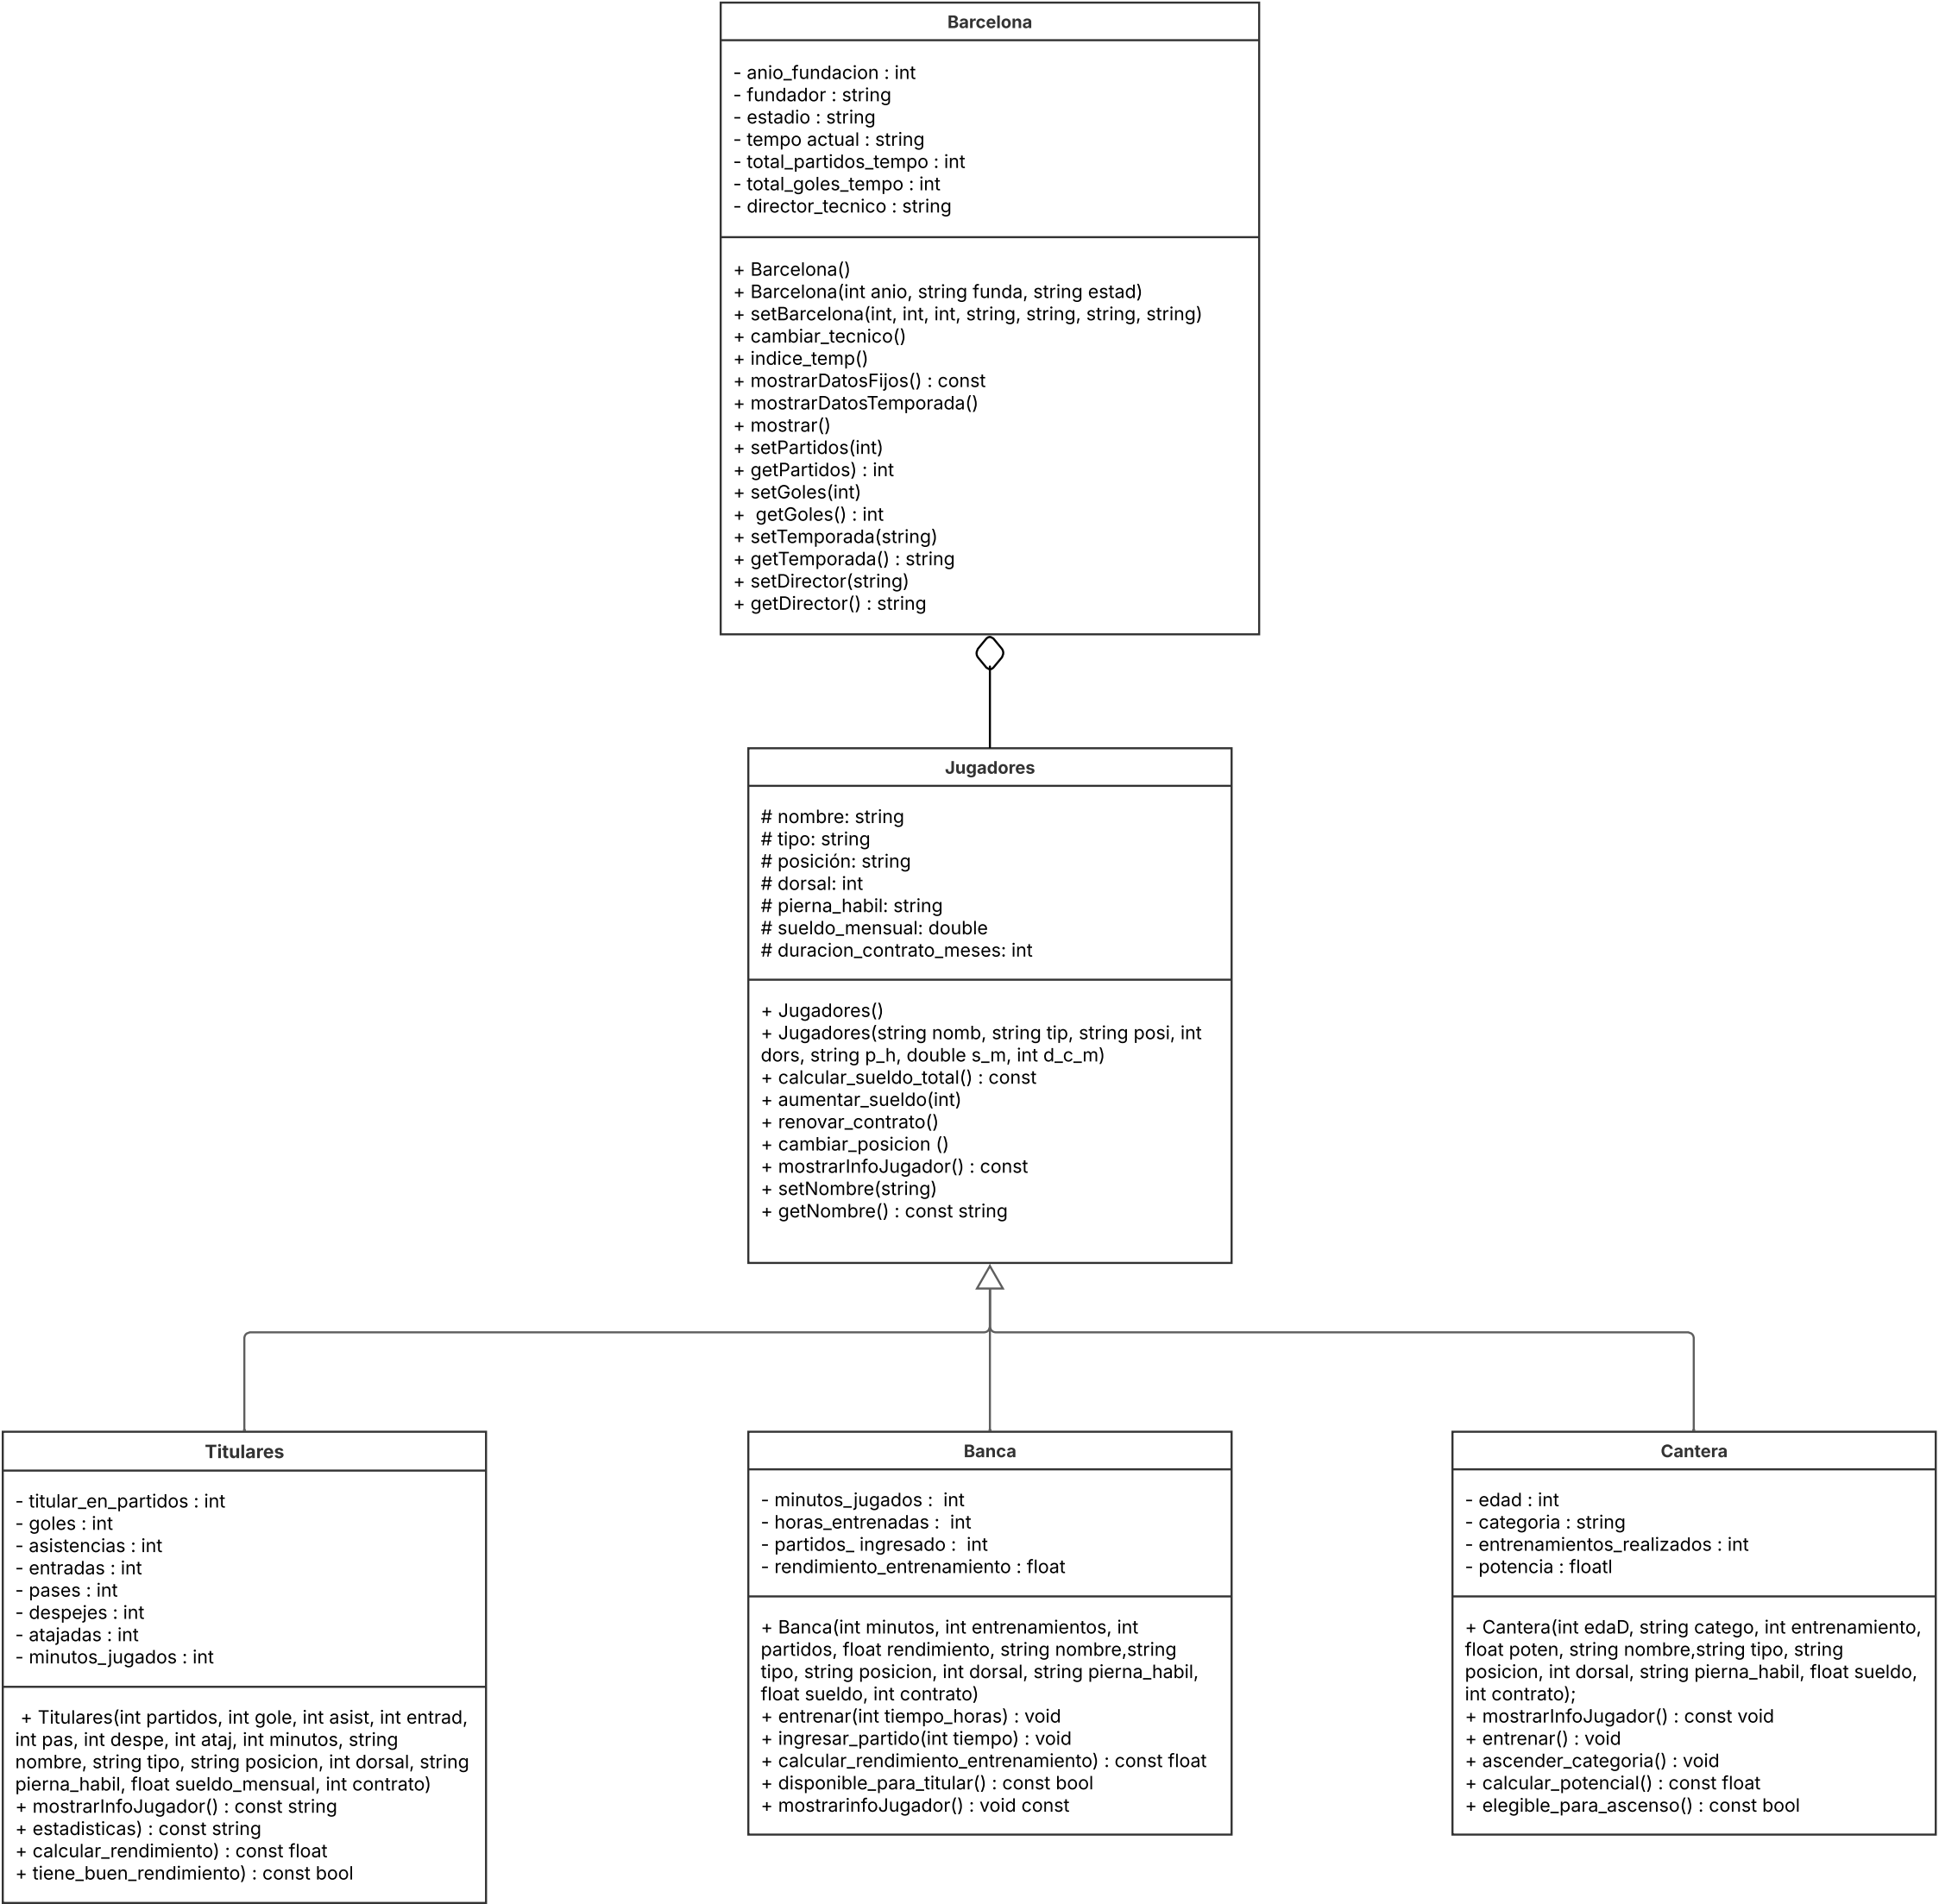 Barcelona
- anio_fundacion : int
- fundador : string
- estadio : string
- tempo actual : string
- total_partidos_tempo : int
- total_goles_tempo : int
- director_tecnico : string
+ Barcelona()
+ Barcelona(int anio, string funda, string estad)
+ setBarcelona(int, int, int, string, string, string, string)
+ cambiar_tecnico()
+ indice_temp()
+ mostrarDatosFijos() : const
+ mostrarDatosTemporada()
+ mostrar()
+ setPartidos(int)
+ getPartidos) : int
+ setGoles(int)
+  getGoles() : int
+ setTemporada(string)
+ getTemporada() : string
+ setDirector(string)
+ getDirector() : string
Jugadores
# nombre: string
# tipo: string
# posición: string
# dorsal: int
# pierna_habil: string
# sueldo_mensual: double
# duracion_contrato_meses: int
+ Jugadores()
+ Jugadores(string nomb, string tip, string posi, int
dors, string p_h, double s_m, int d_c_m)
+ calcular_sueldo_total() : const
+ aumentar_sueldo(int)
+ renovar_contrato()
+ cambiar_posicion ()
+ mostrarInfoJugador() : const
+ setNombre(string)
+ getNombre() : const string
Titulares
- titular_en_partidos : int
- goles : int
- asistencias : int
- entradas : int
- pases : int
- despejes : int
- atajadas : int
- minutos_jugados : int
+ Titulares(int partidos, int gole, int asist, int entrad,
int pas, int despe, int ataj, int minutos, string
nombre, string tipo, string posicion, int dorsal, string
pierna_habil, float sueldo_mensual, int contrato)
+ mostrarInfoJugador() : const string
+ estadisticas) : const string
+ calcular_rendimiento) : const float
+ tiene_buen_rendimiento) : const bool
Banca
- minutos_jugados :  int
- horas_entrenadas :  int
- partidos_ ingresado :  int
- rendimiento_entrenamiento : float
+ Banca(int minutos, int entrenamientos, int
partidos, float rendimiento, string nombre,string
tipo, string posicion, int dorsal, string pierna_habil,
float sueldo, int contrato)
+ entrenar(int tiempo_horas) : void
+ ingresar_partido(int tiempo) : void
+ calcular_rendimiento_entrenamiento) : const float
+ disponible_para_titular() : const bool
+ mostrarinfoJugador() : void const
Cantera
- edad : int
- categoria : string
- entrenamientos_realizados : int
- potencia : floatl
+ Cantera(int edaD, string catego, int entrenamiento,
float poten, string nombre,string tipo, string
posicion, int dorsal, string pierna_habil, float sueldo,
int contrato);
+ mostrarInfoJugador() : const void
+ entrenar() : void
+ ascender_categoria() : void
+ calcular_potencial() : const float
+ elegible_para_ascenso() : const bool